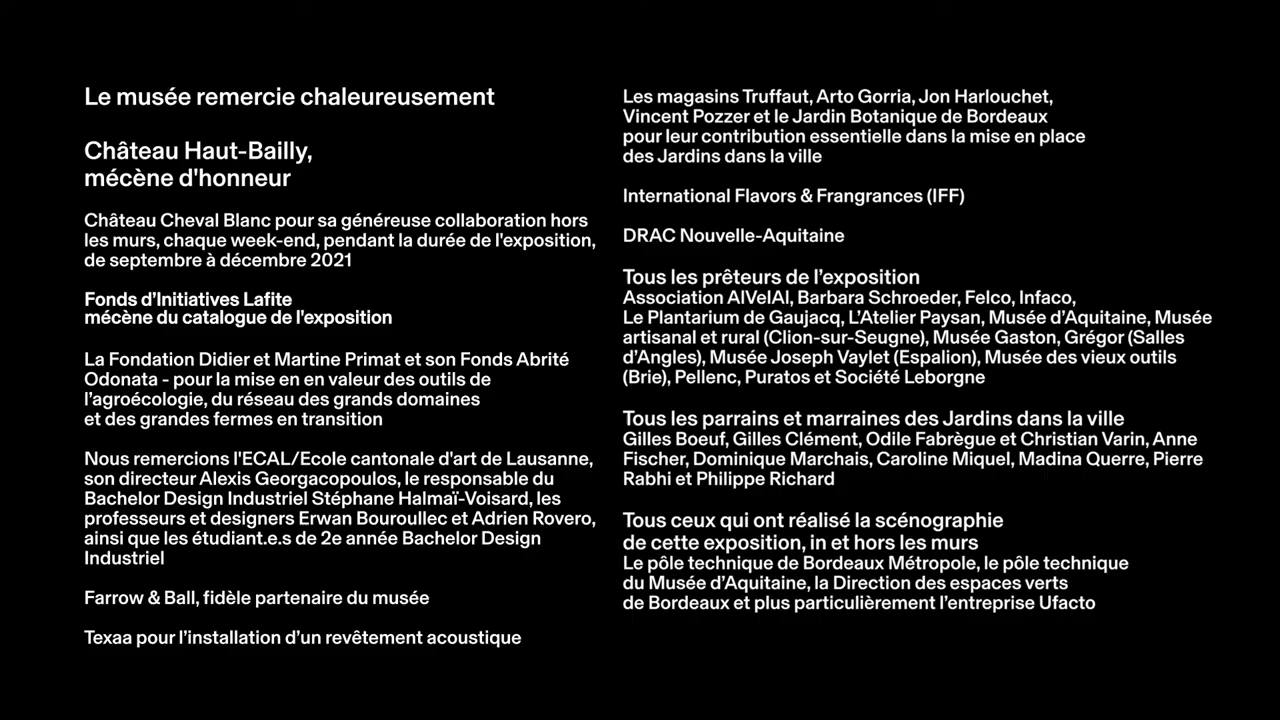 Le musée remercie chaleureusement
Château Haut-Bailly,
mécène d'honneur
Château Cheval Blanc pour sa généreuse collaboration hors
les murs, chaque week-end, pendant la durée de l'exposition,
de septembre à décembre 2021
Fonds d'Initiatives Lafite
mécène du catalogue de l'exposition
La Fondation Didier et Martine Primat et son Fonds Abrité
Odonata - pour la mise en en valeur des outils de
l'agroécologie, du réseau des grands domaines
et des grandes fermes en transition
Nous remercions l'ECAL/Ecole cantonale d'art de Lausanne,
son directeur Alexis Georgacopoulos, le responsable du
Bachelor Design Industriel Stéphane Halmaï-Voisard, les
professeurs et designers Erwan Bouroullec et Adrien Rovero,
ainsi que les étudiant.e.s de 2e année Bachelor Design
Industriel
Farrow & Ball, fidèle partenaire du musée
Texaa pour l'installation d'un revêtement acoustique
Les magasins Truffaut, Arto Gorria, Jon Harlouchet,
Vincent Pozzer et le Jardin Botanique de Bordeaux
pour leur contribution essentielle dans la mise en place
des Jardins dans la ville
International Flavors & Frangrances (IFF)
DRAC Nouvelle-Aquitaine
Tous les prêteurs de l'exposition
Association AlVelAl, Barbara Schroeder, Felco, Infaco,
Le Plantarium de Gaujacq, L'Atelier Paysan, Musée d'Aquitaine, Musée
artisanal et rural (Clion-sur-Seugne), Musée Gaston, Grégor (Salles
d'Angles), Musée Joseph Vaylet (Espalion), Musée des vieux outils
(Brie), Pellenc, Puratos et Société Leborgne
Tous les parrains et marraines des Jardins dans la ville
Gilles Boeuf, Gilles Clément, Odile Fabrègue et Christian Varin, Anne
Fischer, Dominique Marchais, Caroline Miquel, Madina Querre, Pierre
Rabhi et Philippe Richard
Tous ceux qui ont réalisé la scénographie
de cette exposition, in et hors les murs
Le pôle technique de Bordeaux Métropole, le pôle technique
du Musée d'Aquitaine, la Direction des espaces verts
de Bordeaux et plus particulièrement l'entreprise Ufacto